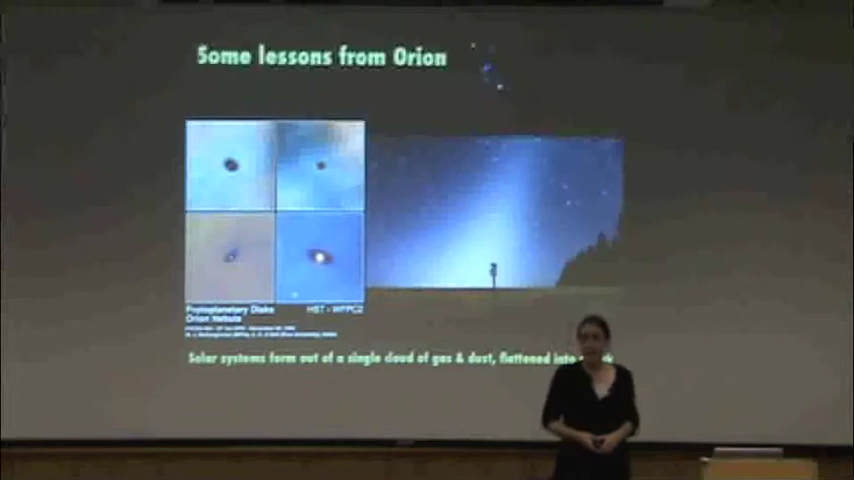 Some lessons from Orion
Protoplanetary Disks HST · WFPC2
Orion Nebula
Solar systems form out of a single cloud of gas & dust, flattened into